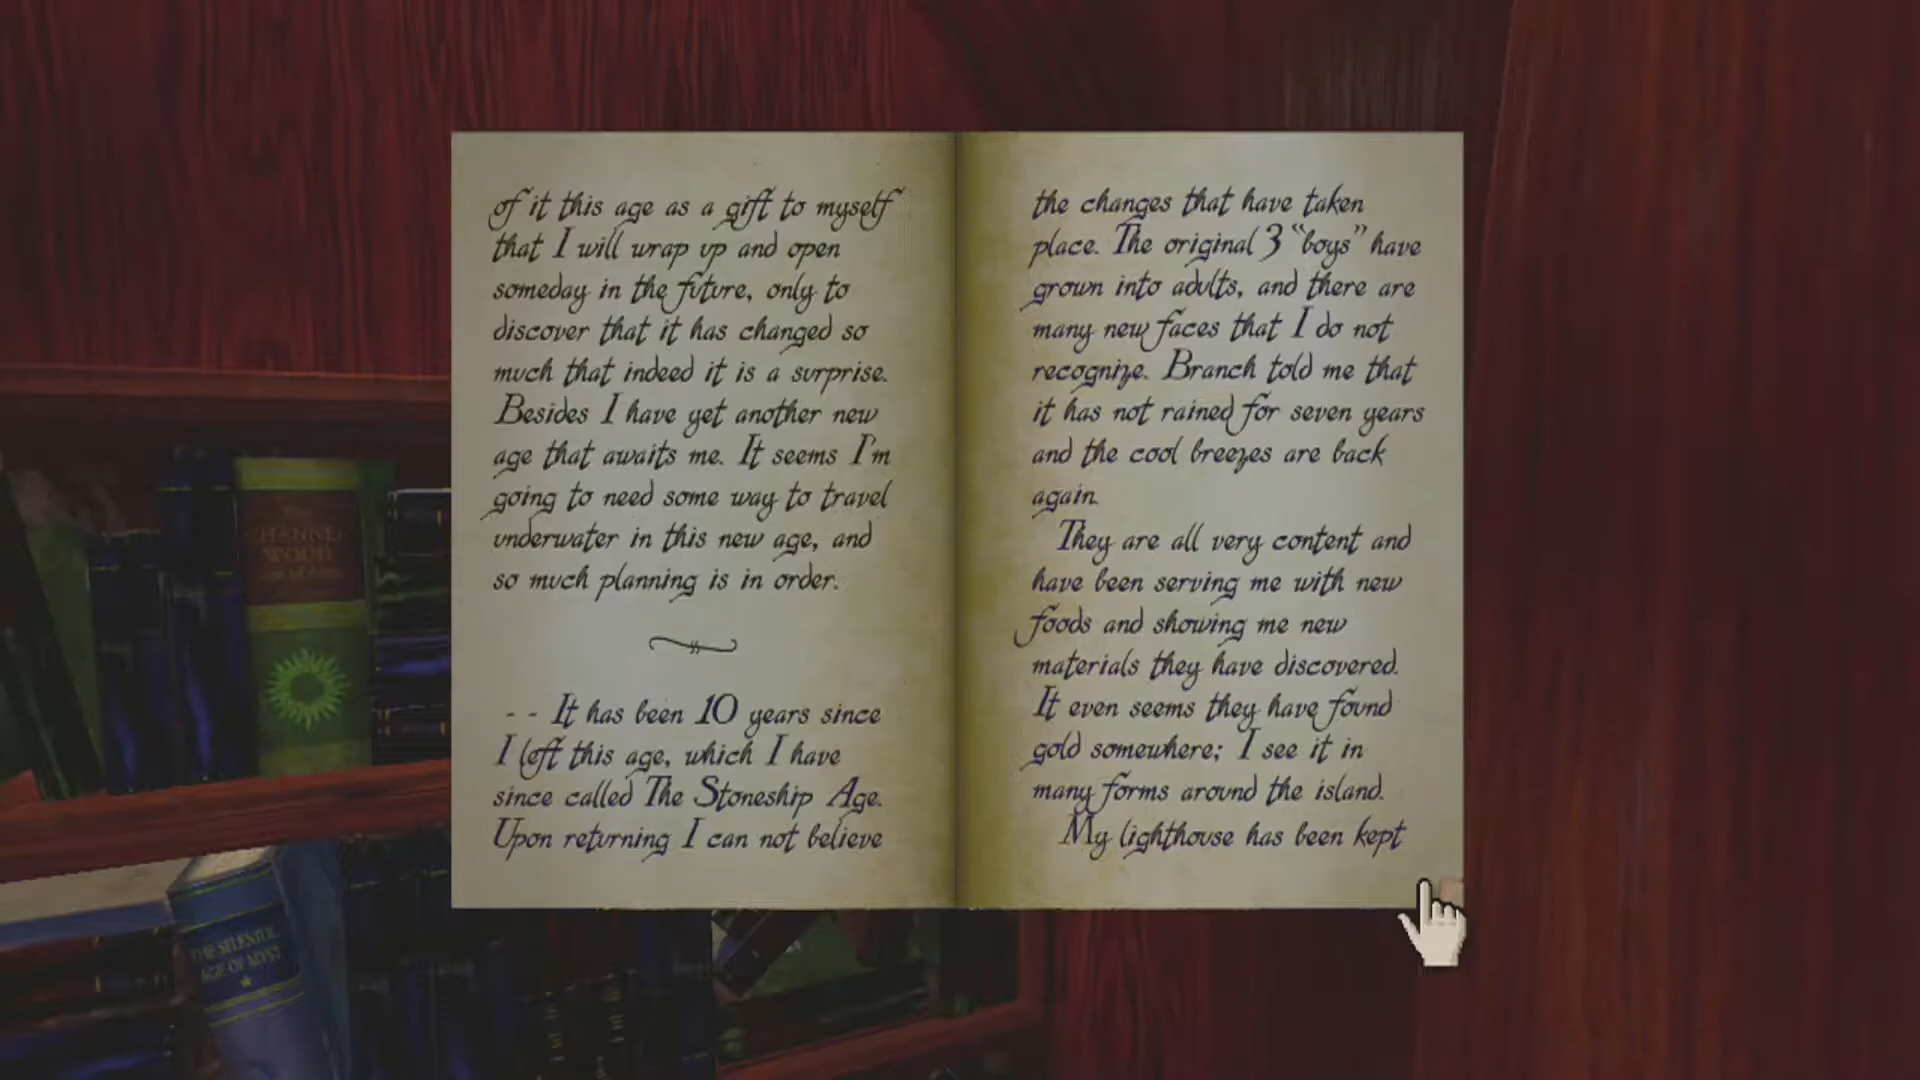 of it this age as a gift to myself
that I will wrap up and open
someday in the future, only to
discover that it has changed so
much that indeed it is a surprise.
Besides I have yet another new
age that awaits me. It seems I'm
going to need some way to travel
underwater in this new age, and
so much planning is in order.
- - It has been 10 years since
I left this age, which I have
since called The Stoneship Age.
Upon returning I can not believe
the changes that have taken
place. The original 3 "boys" have
grown into adults, and there are
many new faces that I do not
recognize. Branch told me that
it has not rained for seven years
and the cool breezes are back
again.
They are all very content and
have been serving me with new
foods and showing me new
materials they have discovered.
It even seems they have found
gold somewhere; I see it in
many forms around the island.
My lighthouse has been kept
The
CHANNEL
WOOD
THE SELENITIC
AGE OF MYST